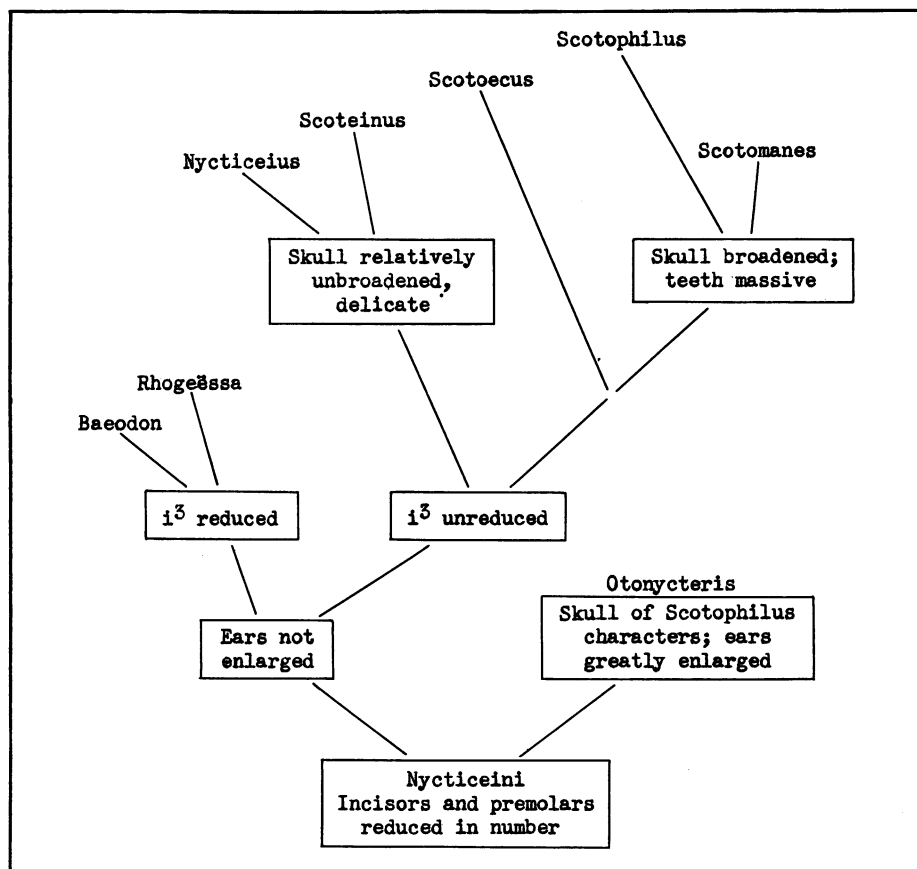 Scotophilus
Scotoecus
Scoteinus
Nycticeius
Scotomanes
Skull relatively
unbroadened,
delicate
Skull broadened;
teeth massive
Rhogeëssa
Baeodon
i³ reduced
i³ unreduced
Otonycteris
Skull of Scotophilus
characters; ears
greatly enlarged
Ears not
enlarged
Nycticeini
Incisors and premolars
reduced in number